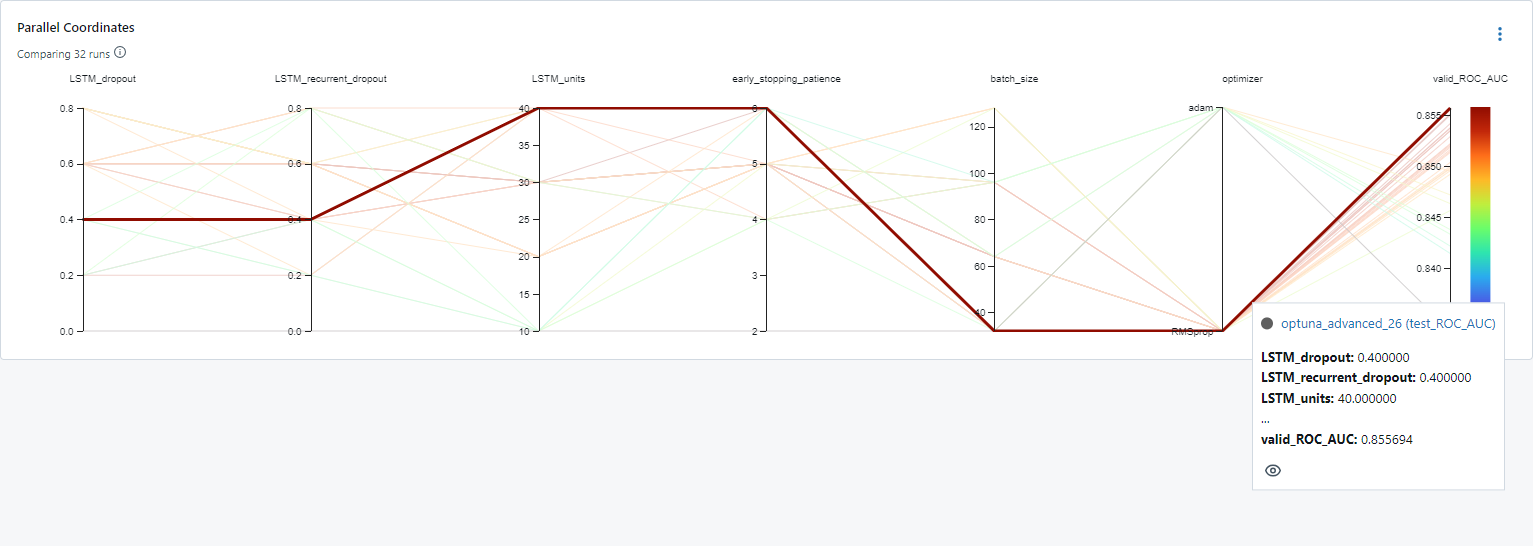 Parallel Coordinates
Comparing 32 runs
LSTM_dropout LSTM_recurrent_dropout LSTM_units early_stopping_patience batch_size optimizer valid_ROC_AUC
0.8 0.8 40 6 adam
0.855
120
35
0.6 0.6 5 100 0.850
30
0.4 0.4 25 4 80 0.845
20
0.2 0.2 3 60 0.840
15
40
0.0 0.0 10 2 RMSprop
optuna_advanced_26 (test_ROC_AUC)
LSTM_dropout: 0.400000
LSTM_recurrent_dropout: 0.400000
LSTM_units: 40.000000
...
valid_ROC_AUC: 0.855694